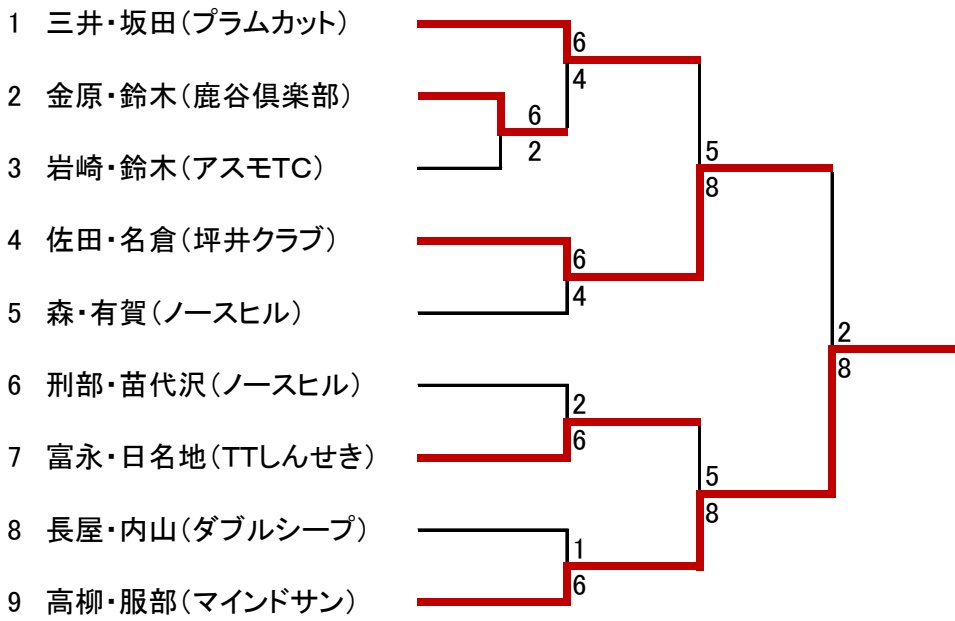 1 三井・坂田(プラムカット)
6
4
2 金原・鈴木(鹿谷倶楽部)
6
2
3 岩崎・鈴木(アスモTC)
5
8
4 佐田・名倉(坪井クラブ)
6
4
5 森・有賀(ノースヒル)
2
8
6 刑部・苗代沢(ノースヒル)
2
6
7 富永・日名地(TTしんせき)
5
8
8 長屋・内山(ダブルシープ)
1
6
9 高柳・服部(マインドサン)